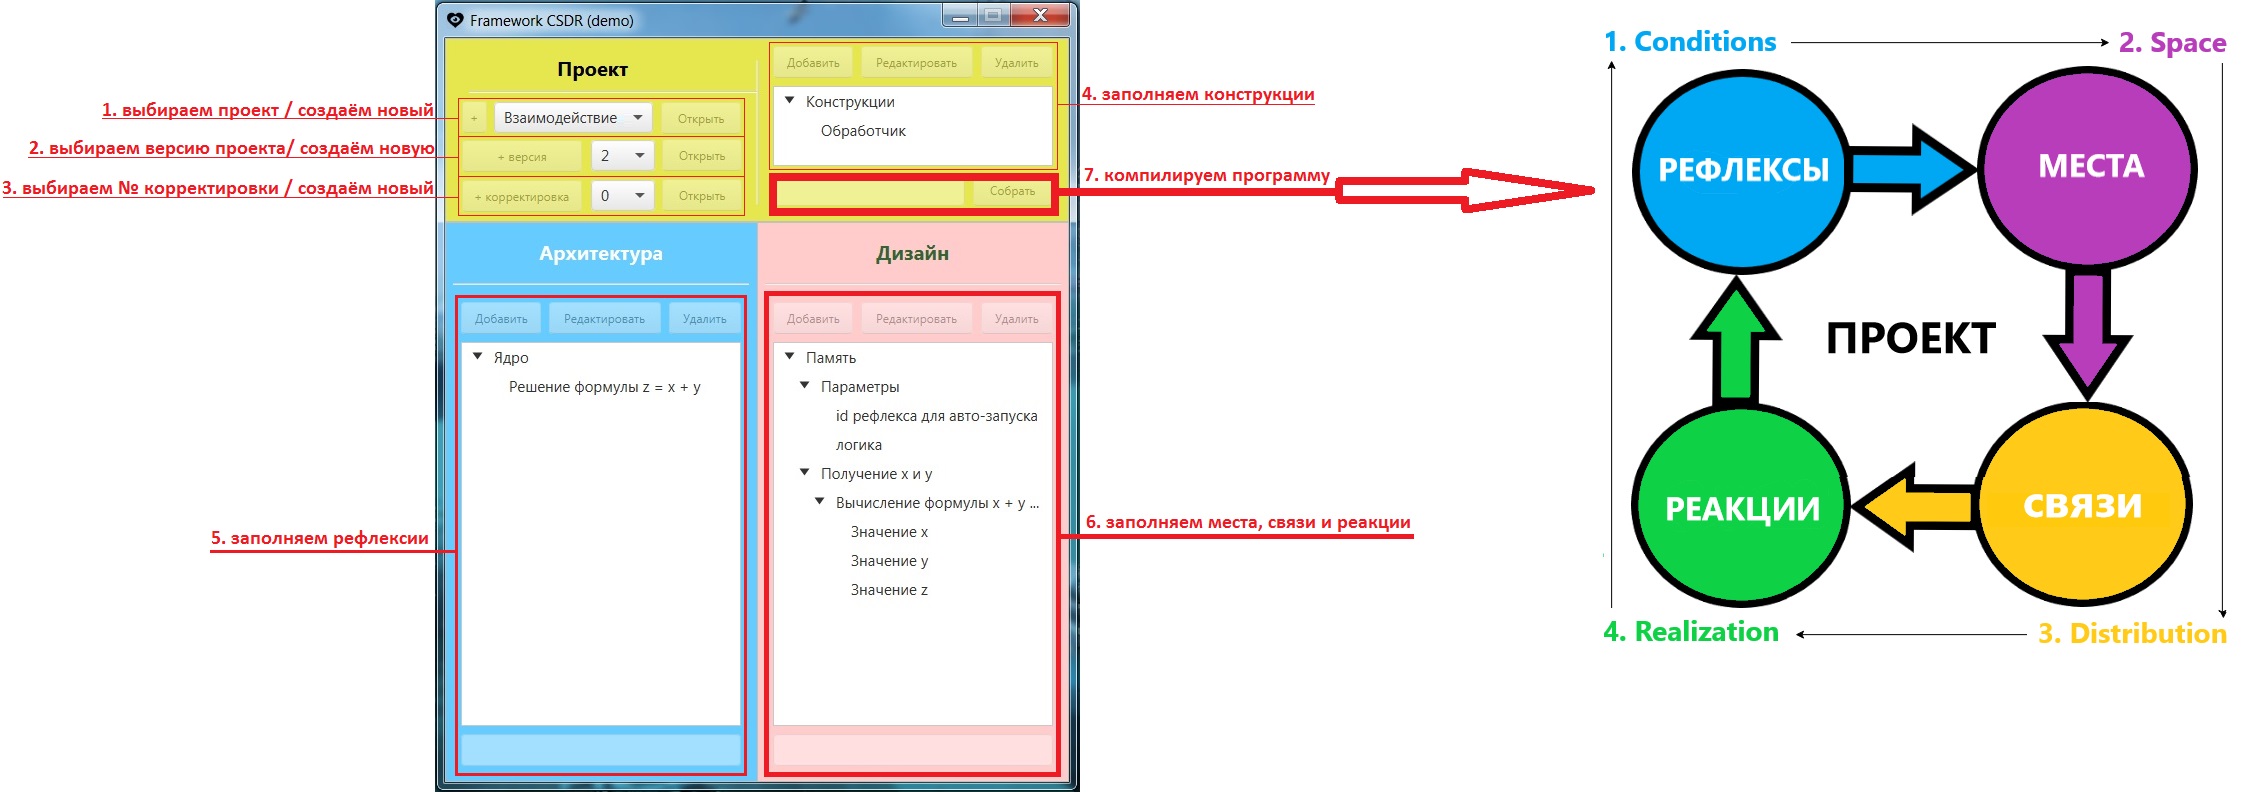 Framework CSDR (demo)
Проект
1. выбираем проект / создаём новый
+ Взаимодействие Открыть
2. выбираем версию проекта/ создаём новую
+ версия 2 Открыть
3. выбираем № корректировки / создаём новый
+ корректировка 0 Открыть
Добавить Редактировать Удалить
Конструкции
Обработчик
4. заполняем конструкции
Собрать
7. компилируем программу
Архитектура
Добавить Редактировать Удалить
Ядро
Решение формулы z = x + y
5. заполняем рефлексии
Дизайн
Добавить Редактировать Удалить
Память
Параметры
id рефлекса для авто-запуска
логика
Получение x и y
Вычисление формулы x + y ...
Значение x
Значение y
Значение z
6. заполняем места, связи и реакции
1. Conditions
2. Space
РЕФЛЕКСЫ
МЕСТА
ПРОЕКТ
РЕАКЦИИ
СВЯЗИ
4. Realization
3. Distribution